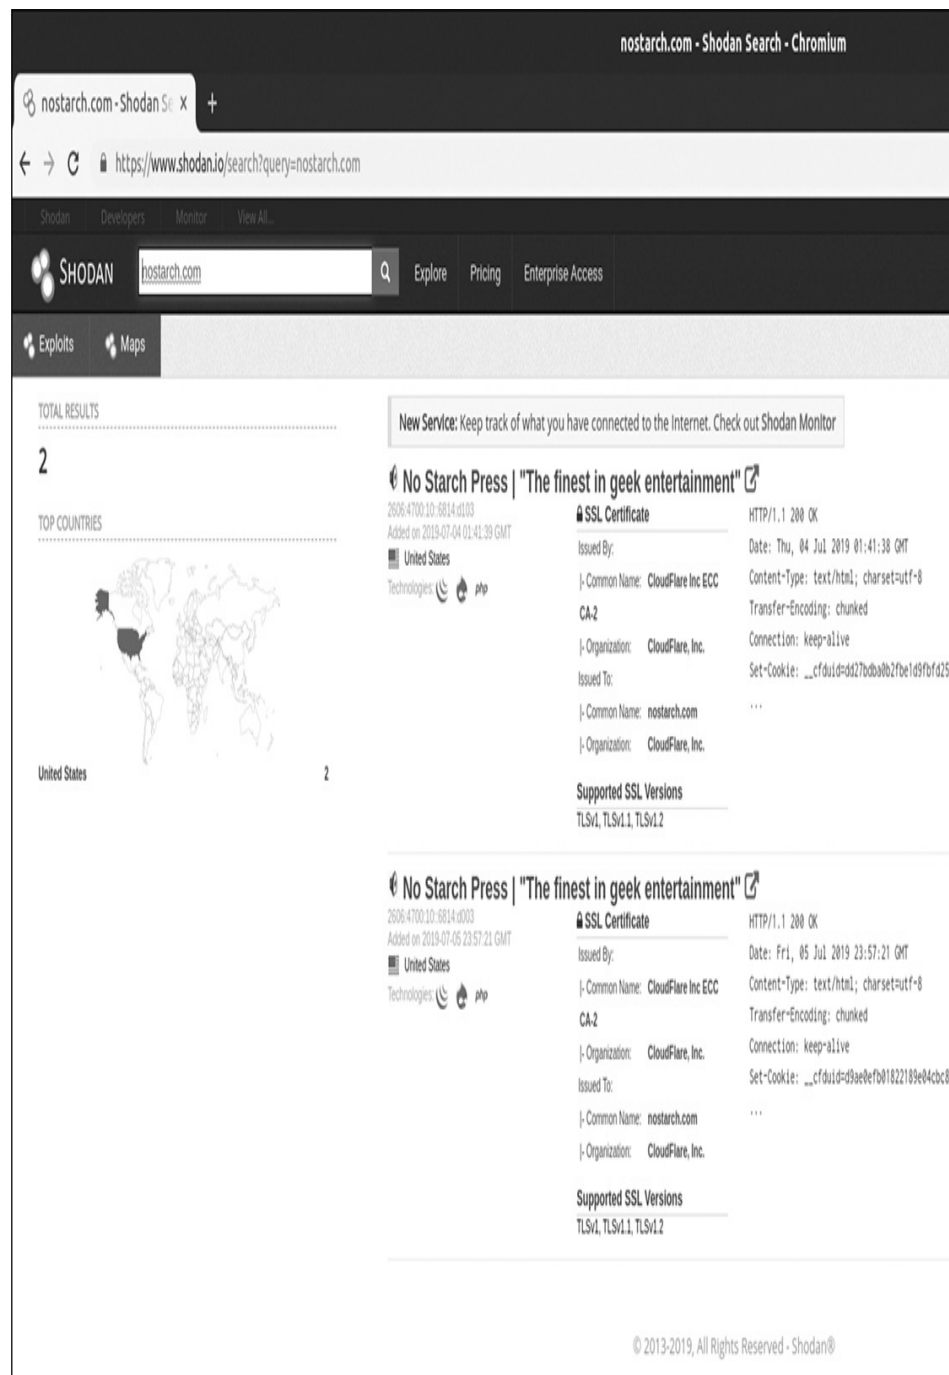 nostarch.com - Shodan Search - Chromium
nostarch.com - Shodan Se x +
https://www.shodan.io/search?query=nostarch.com
Shodan Developers Monitor View All...
SHODAN nostarch.com Explore Pricing Enterprise Access
Exploits Maps
TOTAL RESULTS
2
TOP COUNTRIES
United States 2
New Service: Keep track of what you have connected to the Internet. Check out Shodan Monitor
No Starch Press | "The finest in geek entertainment"
2606:4700:10::6814:d103
Added on 2019-07-04 01:41:39 GMT
United States
Technologies: php
SSL Certificate
Issued By:
|- Common Name: CloudFlare Inc ECC
CA-2
|- Organization: CloudFlare, Inc.
Issued To:
|- Common Name: nostarch.com
|- Organization: CloudFlare, Inc.
Supported SSL Versions
TLSv1, TLSv1.1, TLSv1.2
HTTP/1.1 200 OK
Date: Thu, 04 Jul 2019 01:41:38 GMT
Content-Type: text/html; charset=utf-8
Transfer-Encoding: chunked
Connection: keep-alive
Set-Cookie: __cfduid=dd27bdba0b2fbe1d9fbfd25
...
No Starch Press | "The finest in geek entertainment"
2606:4700:10::6814:d003
Added on 2019-07-05 23:57:21 GMT
United States
Technologies: php
SSL Certificate
Issued By:
|- Common Name: CloudFlare Inc ECC
CA-2
|- Organization: CloudFlare, Inc.
Issued To:
|- Common Name: nostarch.com
|- Organization: CloudFlare, Inc.
Supported SSL Versions
TLSv1, TLSv1.1, TLSv1.2
HTTP/1.1 200 OK
Date: Fri, 05 Jul 2019 23:57:21 GMT
Content-Type: text/html; charset=utf-8
Transfer-Encoding: chunked
Connection: keep-alive
Set-Cookie: __cfduid=d9ae0efb01822189e04cbc8
...
© 2013-2019, All Rights Reserved - Shodan®